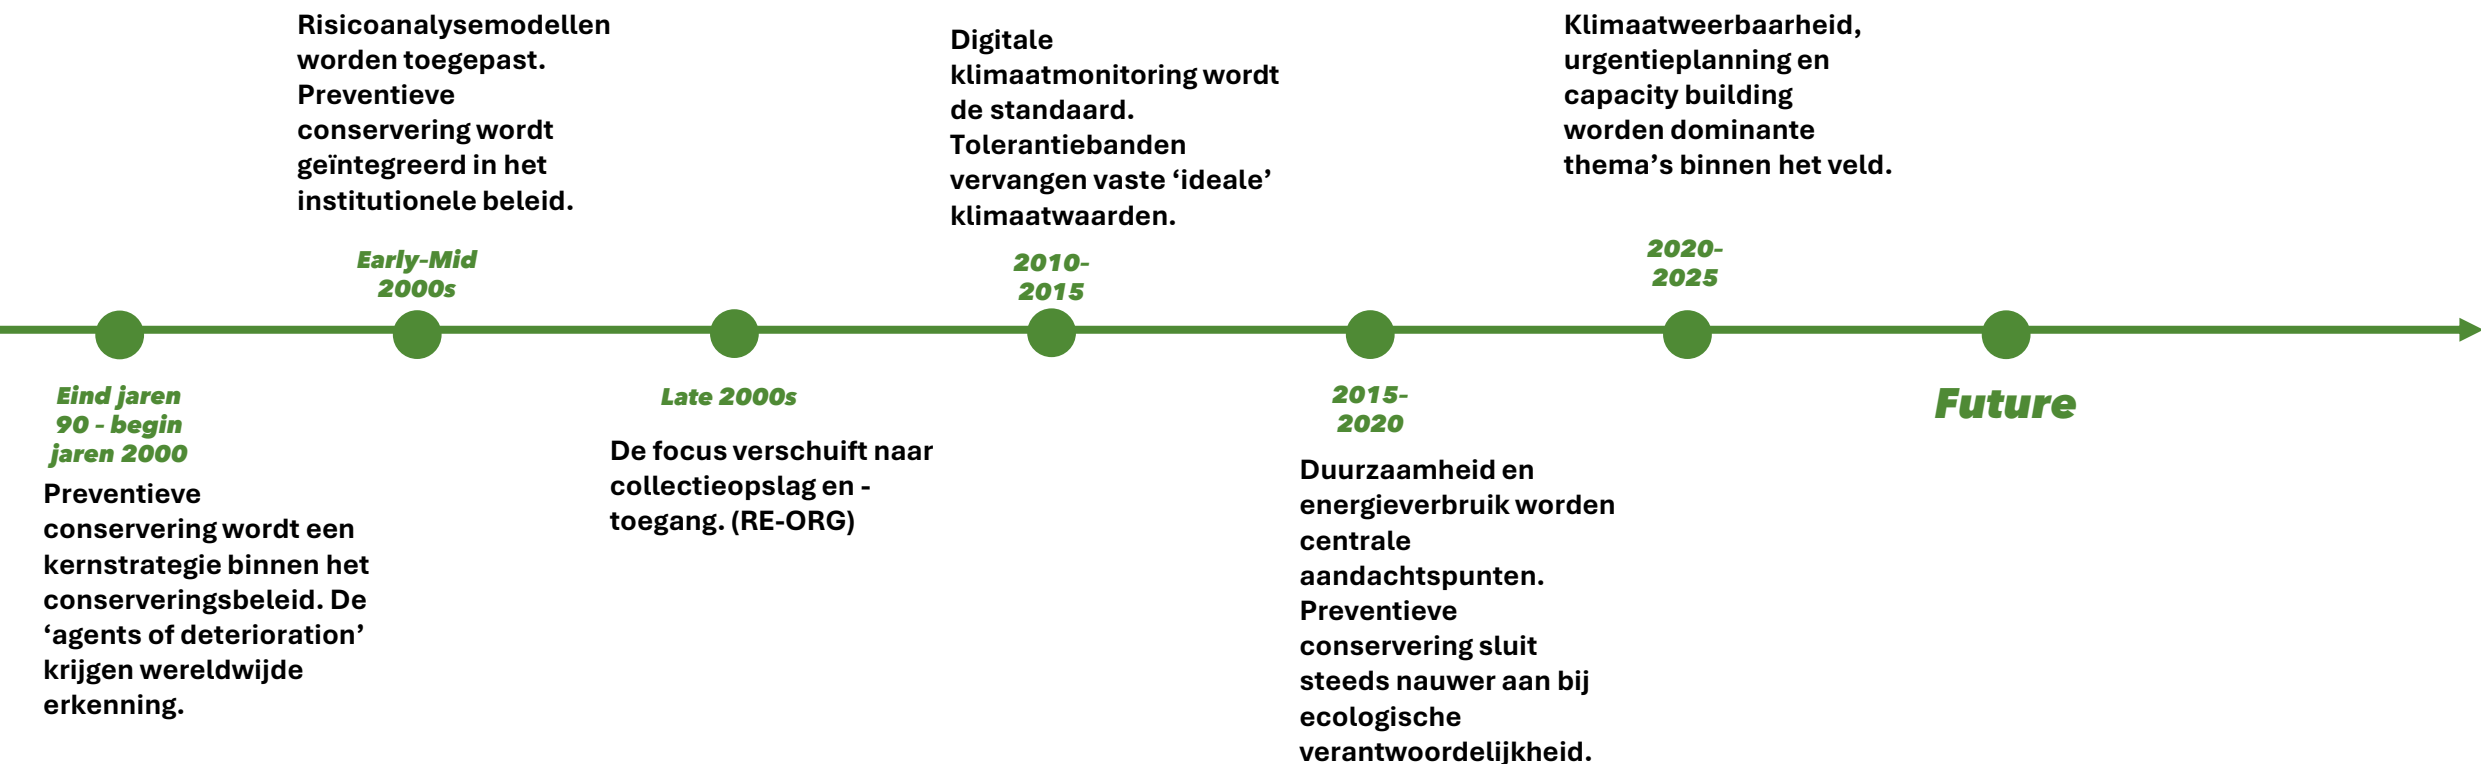 Eind jaren
90 - begin
jaren 2000
Preventieve
conservering wordt een
kernstrategie binnen het
conserveringsbeleid. De
‘agents of deterioration’
krijgen wereldwijde
erkenning.
Risicoanalysemodellen
worden toegepast.
Preventieve
conservering wordt
geïntegreerd in het
institutionele beleid.
Early-Mid
2000s
Late 2000s
De focus verschuift naar
collectieopslag en -
toegang. (RE-ORG)
Digitale
klimaatmonitoring wordt
de standaard.
Tolerantiebanden
vervangen vaste ‘ideale’
klimaatwaarden.
2010-
2015
2015-
2020
Duurzaamheid en
energieverbruik worden
centrale
aandachtspunten.
Preventieve
conservering sluit
steeds nauwer aan bij
ecologische
verantwoordelijkheid.
Klimaatweerbaarheid,
urgentieplanning en
capacity building
worden dominante
thema’s binnen het veld.
2020-
2025
Future